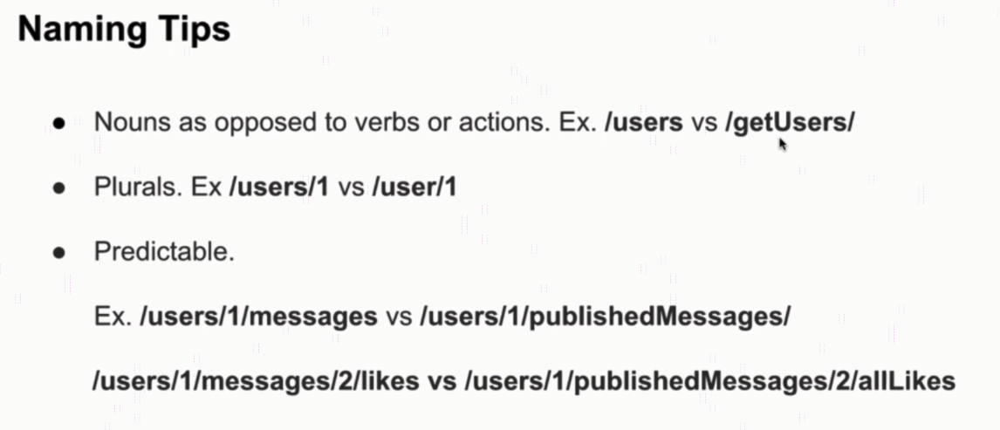 Naming Tips
● Nouns as opposed to verbs or actions. Ex. /users vs /getUsers/
● Plurals. Ex /users/1 vs /user/1
● Predictable.
Ex. /users/1/messages vs /users/1/publishedMessages/
/users/1/messages/2/likes vs /users/1/publishedMessages/2/allLikes